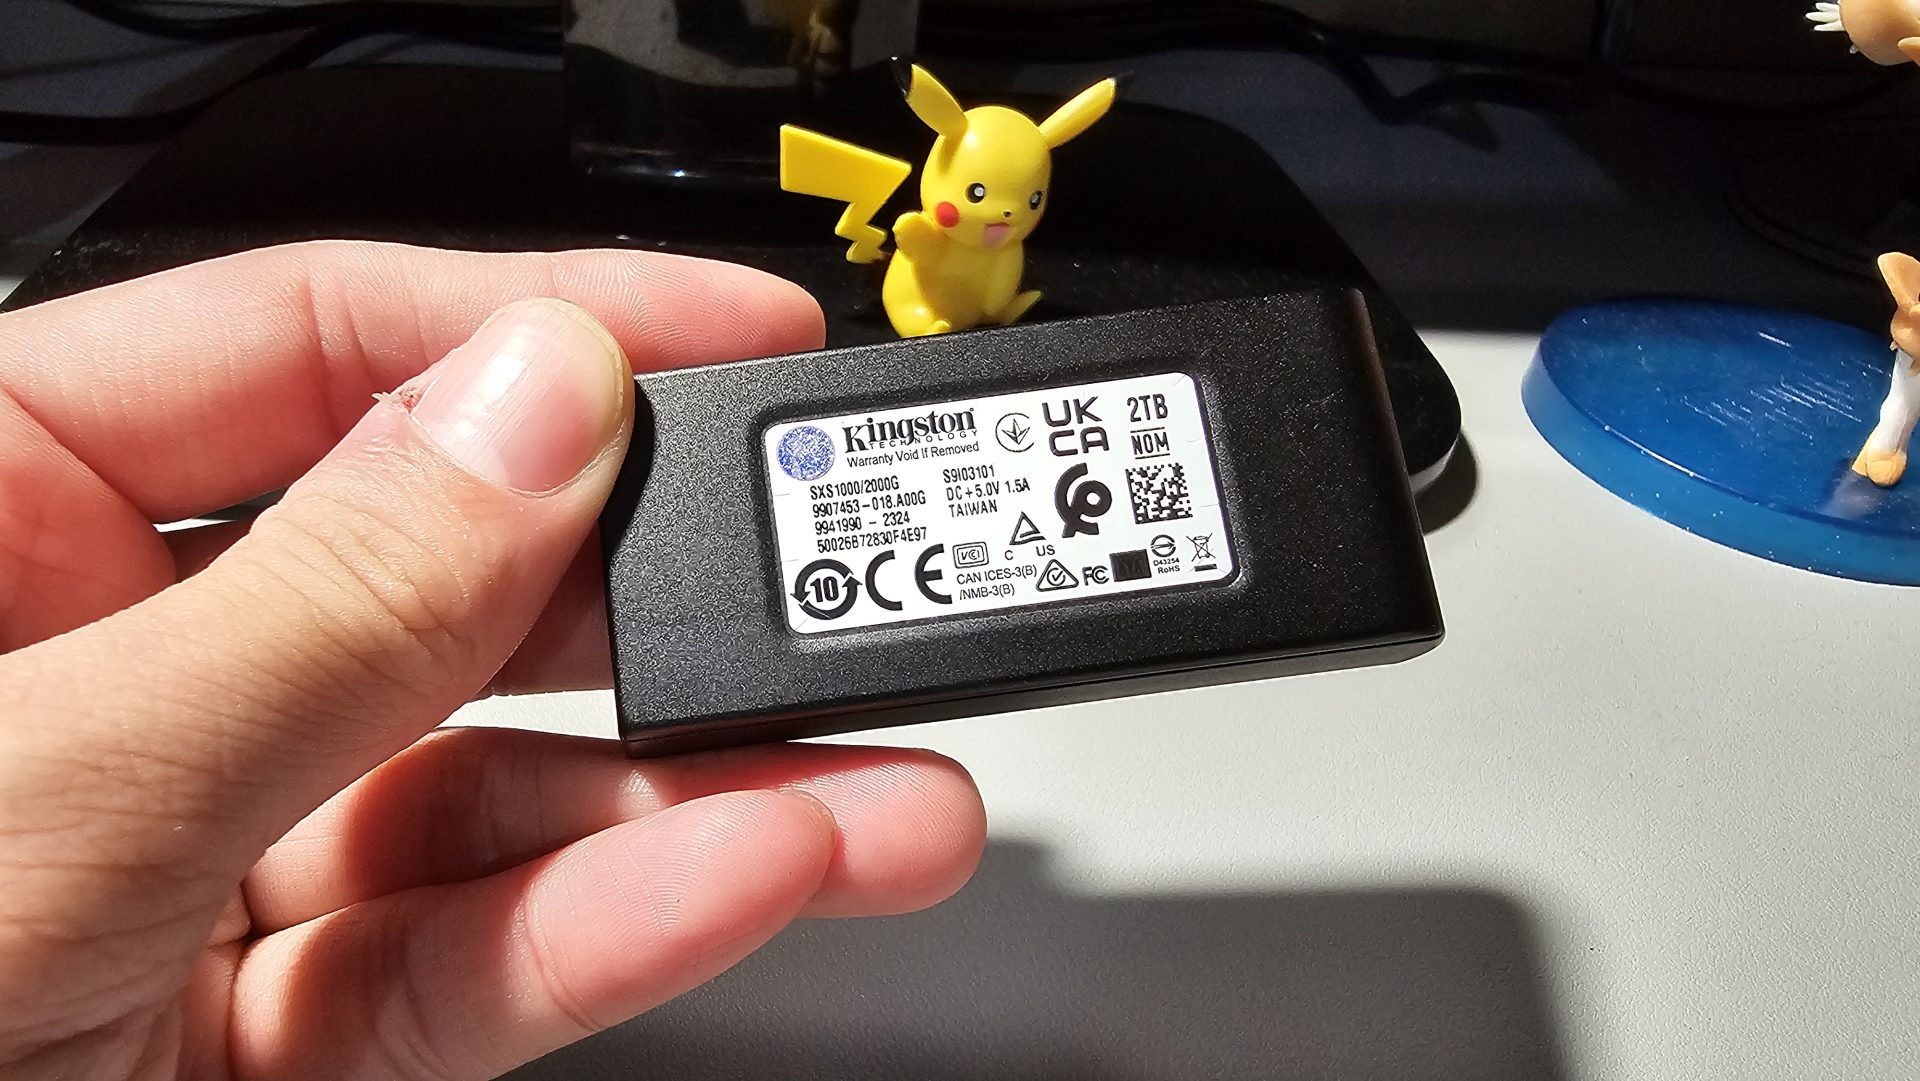 Kingston
TECHNOLOGY
Warranty Void If Removed
UK
CA
2TB
NOM
SXS1000/2000G
9907453-018.A00G
9941990 - 2324
50026B72830F4E97
S9I03101
DC+5.0V 1.5A
TAIWAN
10
CE
VCI
C US
CAN ICES-3(B)
/NMB-3(B)
FC
D43254
RoHS